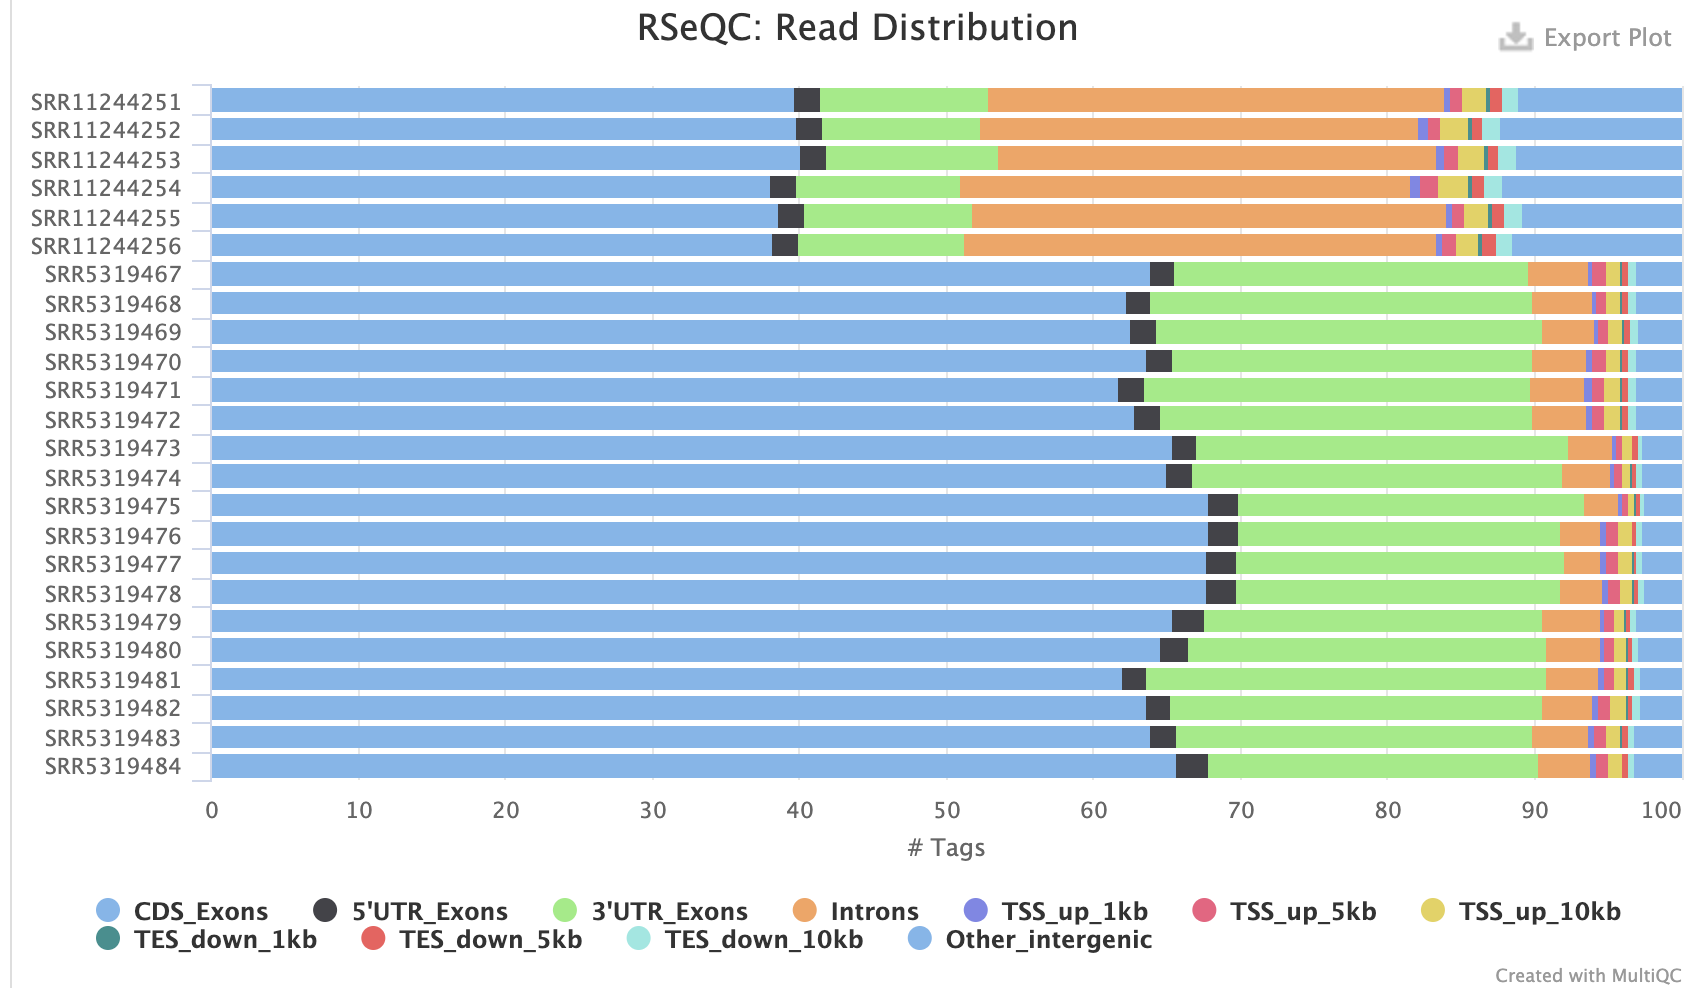 RSeQC: Read Distribution
Export Plot
SRR11244251
SRR11244252
SRR11244253
SRR11244254
SRR11244255
SRR11244256
SRR5319467
SRR5319468
SRR5319469
SRR5319470
SRR5319471
SRR5319472
SRR5319473
SRR5319474
SRR5319475
SRR5319476
SRR5319477
SRR5319478
SRR5319479
SRR5319480
SRR5319481
SRR5319482
SRR5319483
SRR5319484
0 10 20 30 40 50 60 70 80 90 100
# Tags
CDS_Exons 5'UTR_Exons 3'UTR_Exons Introns TSS_up_1kb TSS_up_5kb TSS_up_10kb
TES_down_1kb TES_down_5kb TES_down_10kb Other_intergenic
Created with MultiQC